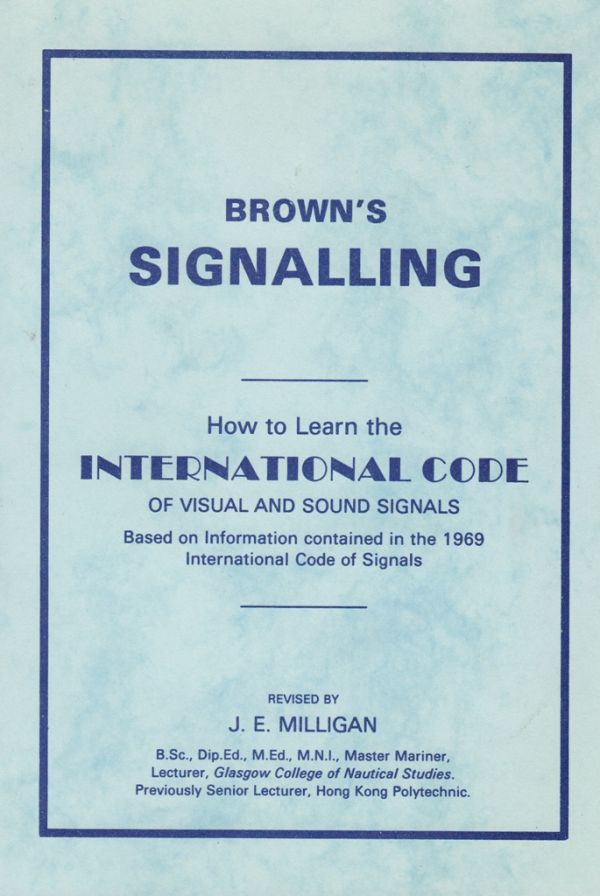 BROWN'S
SIGNALLING
How to Learn the
INTERNATIONAL CODE
OF VISUAL AND SOUND SIGNALS
Based on Information contained in the 1969
International Code of Signals
REVISED BY
J. E. MILLIGAN
B.Sc., Dip.Ed., M.Ed., M.N.I., Master Mariner,
Lecturer, Glasgow College of Nautical Studies.
Previously Senior Lecturer, Hong Kong Polytechnic.